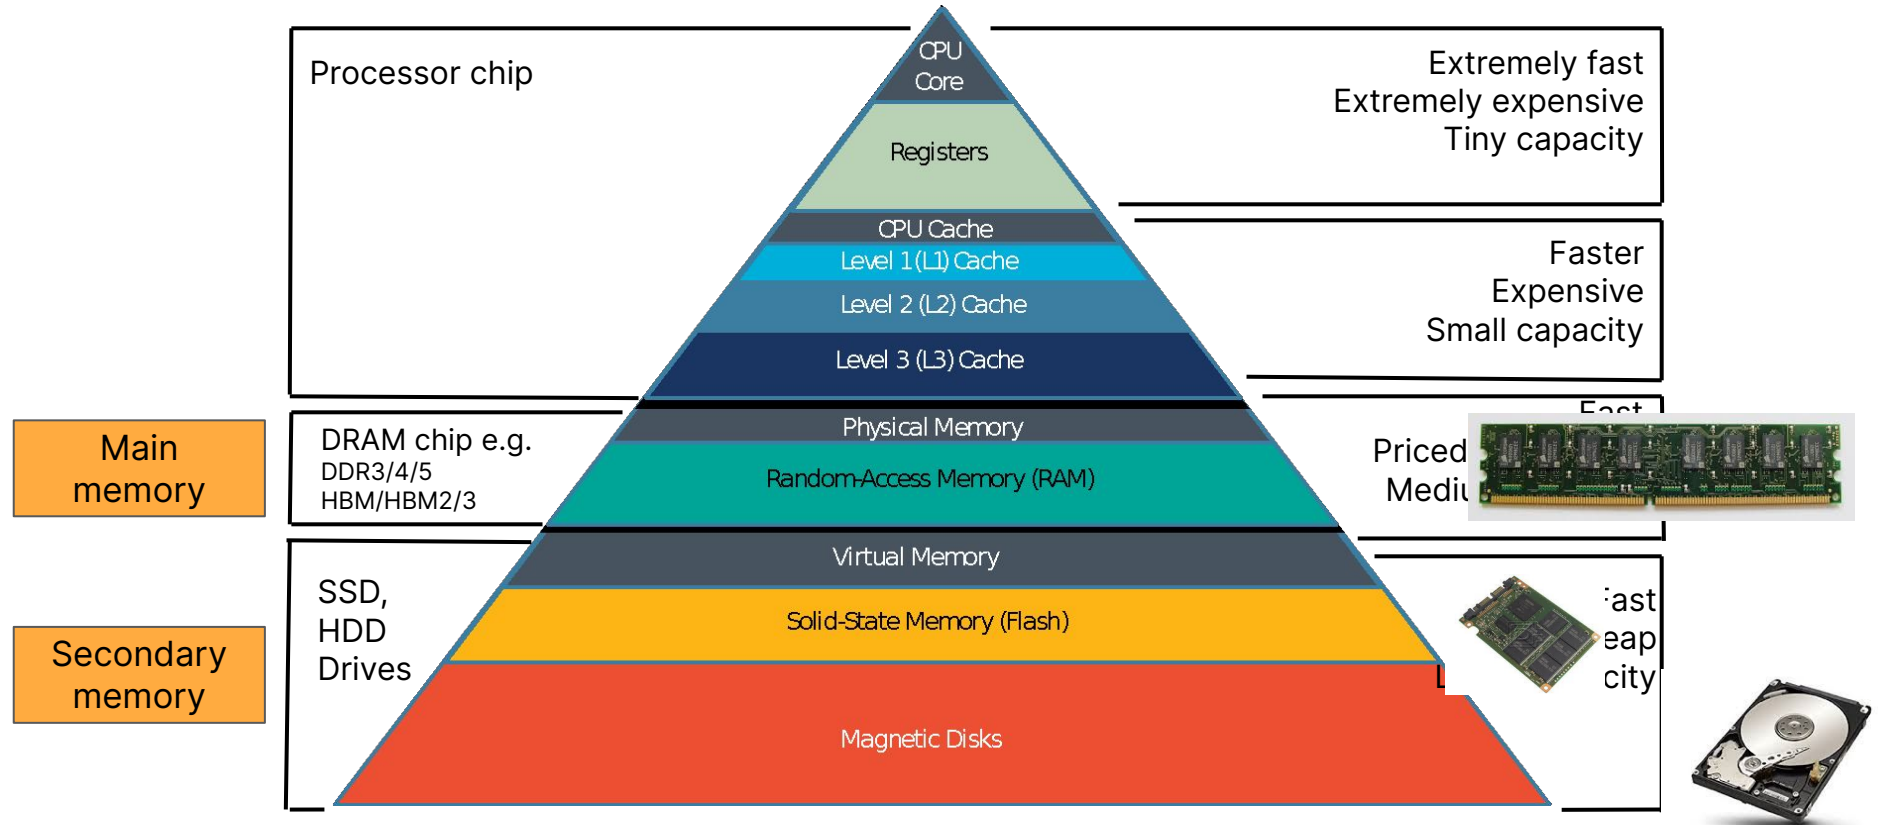 Processor chip
CPU
Core
Extremely fast
Extremely expensive
Tiny capacity
Registers
CPU Cache
Level 1 (L1) Cache
Level 2 (L2) Cache
Level 3 (L3) Cache
Faster
Expensive
Small capacity
Main
memory
DRAM chip e.g.
DDR3/4/5
HBM/HBM2/3
Physical Memory
Random-Access Memory (RAM)
Fast
Priced
Secondary
memory
SSD,
HDD
Drives
Virtual Memory
Solid-State Memory (Flash)
Magnetic Disks